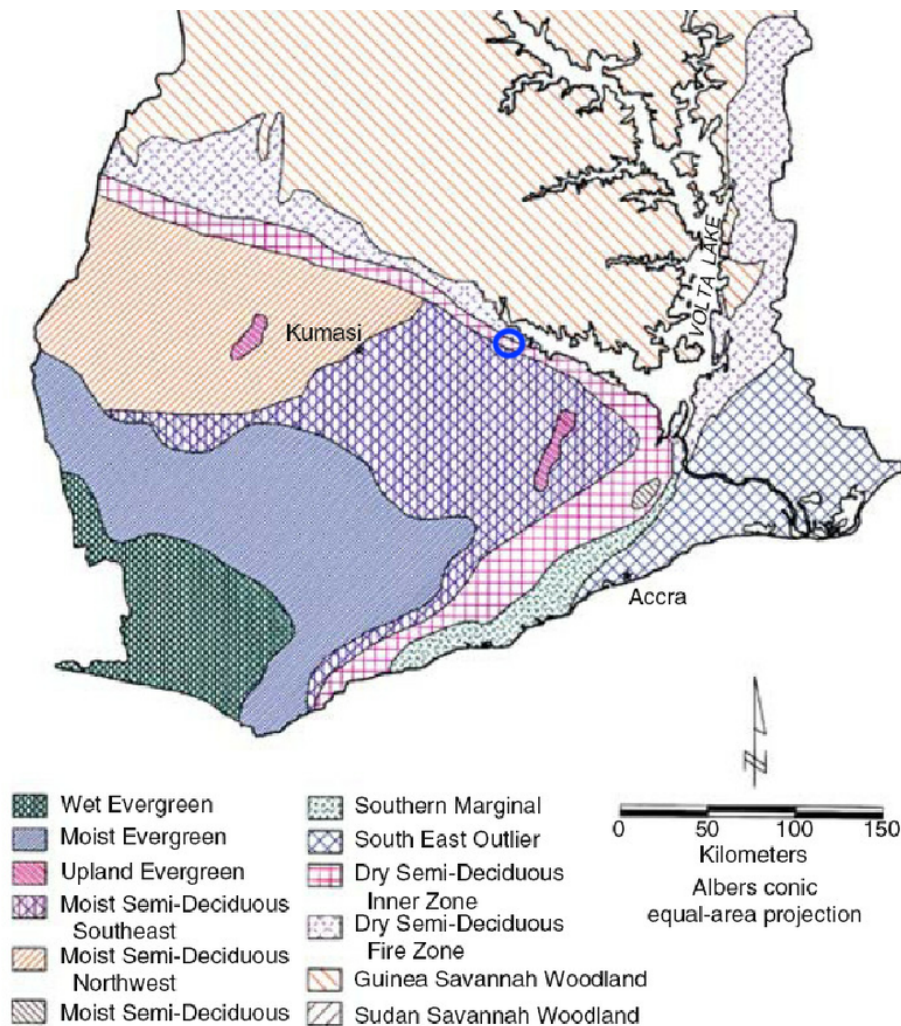 VOLTA LAKE
Kumasi
Accra
Wet Evergreen
Moist Evergreen
Upland Evergreen
Moist Semi-Deciduous
Southeast
Moist Semi-Deciduous
Northwest
Moist Semi-Deciduous
Southern Marginal
South East Outlier
Dry Semi-Deciduous
Inner Zone
Dry Semi-Deciduous
Fire Zone
Guinea Savannah Woodland
Sudan Savannah Woodland
N
0 50 100 150
Kilometers
Albers conic
equal-area projection